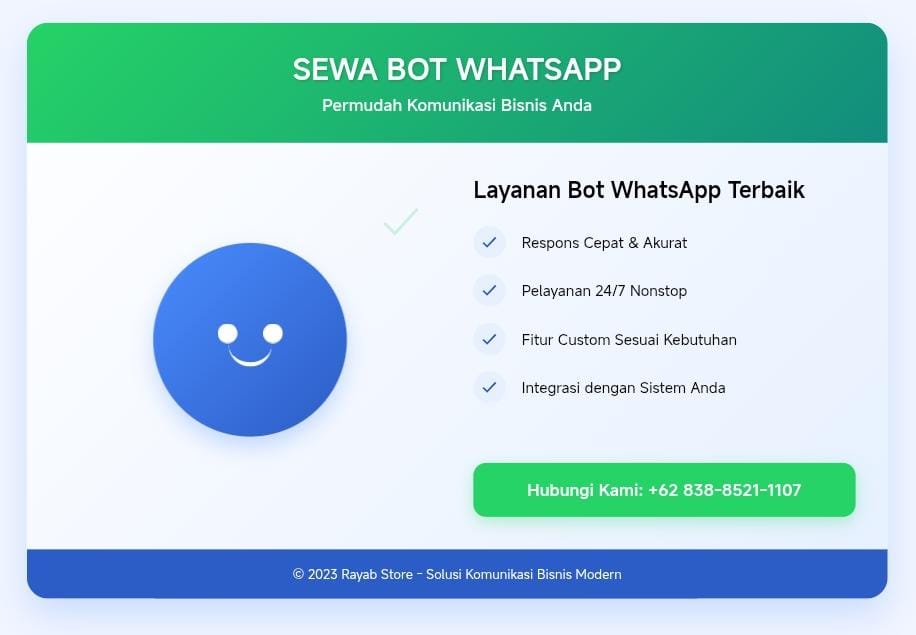 SEWA BOT WHATSAPP
Permudah Komunikasi Bisnis Anda
Layanan Bot WhatsApp Terbaik
Respons Cepat & Akurat
Pelayanan 24/7 Nonstop
Fitur Custom Sesuai Kebutuhan
Integrasi dengan Sistem Anda
Hubungi Kami: +62 838-8521-1107
© 2023 Rayab Store - Solusi Komunikasi Bisnis Modern